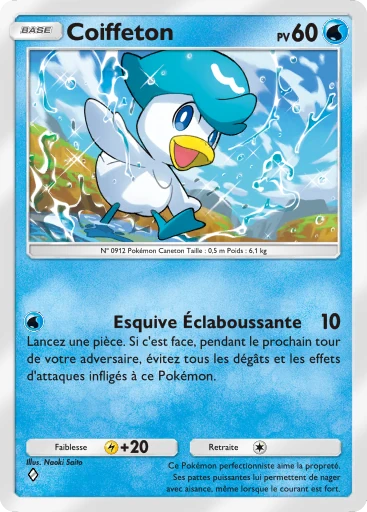 BASE Coiffeton PV 60
N° 0912 Pokémon Caneton Taille : 0,5 m Poids : 6,1 kg
Esquive Éclaboussante 10
Lancez une pièce. Si c'est face, pendant le prochain tour
de votre adversaire, évitez tous les dégâts et les effets
d'attaques infligés à ce Pokémon.
Faiblesse +20 Retraite
Illus. Naoki Saito
Ce Pokémon perfectionniste aime la propreté.
Ses pattes puissantes lui permettent de nager
avec aisance, même lorsque le courant est fort.